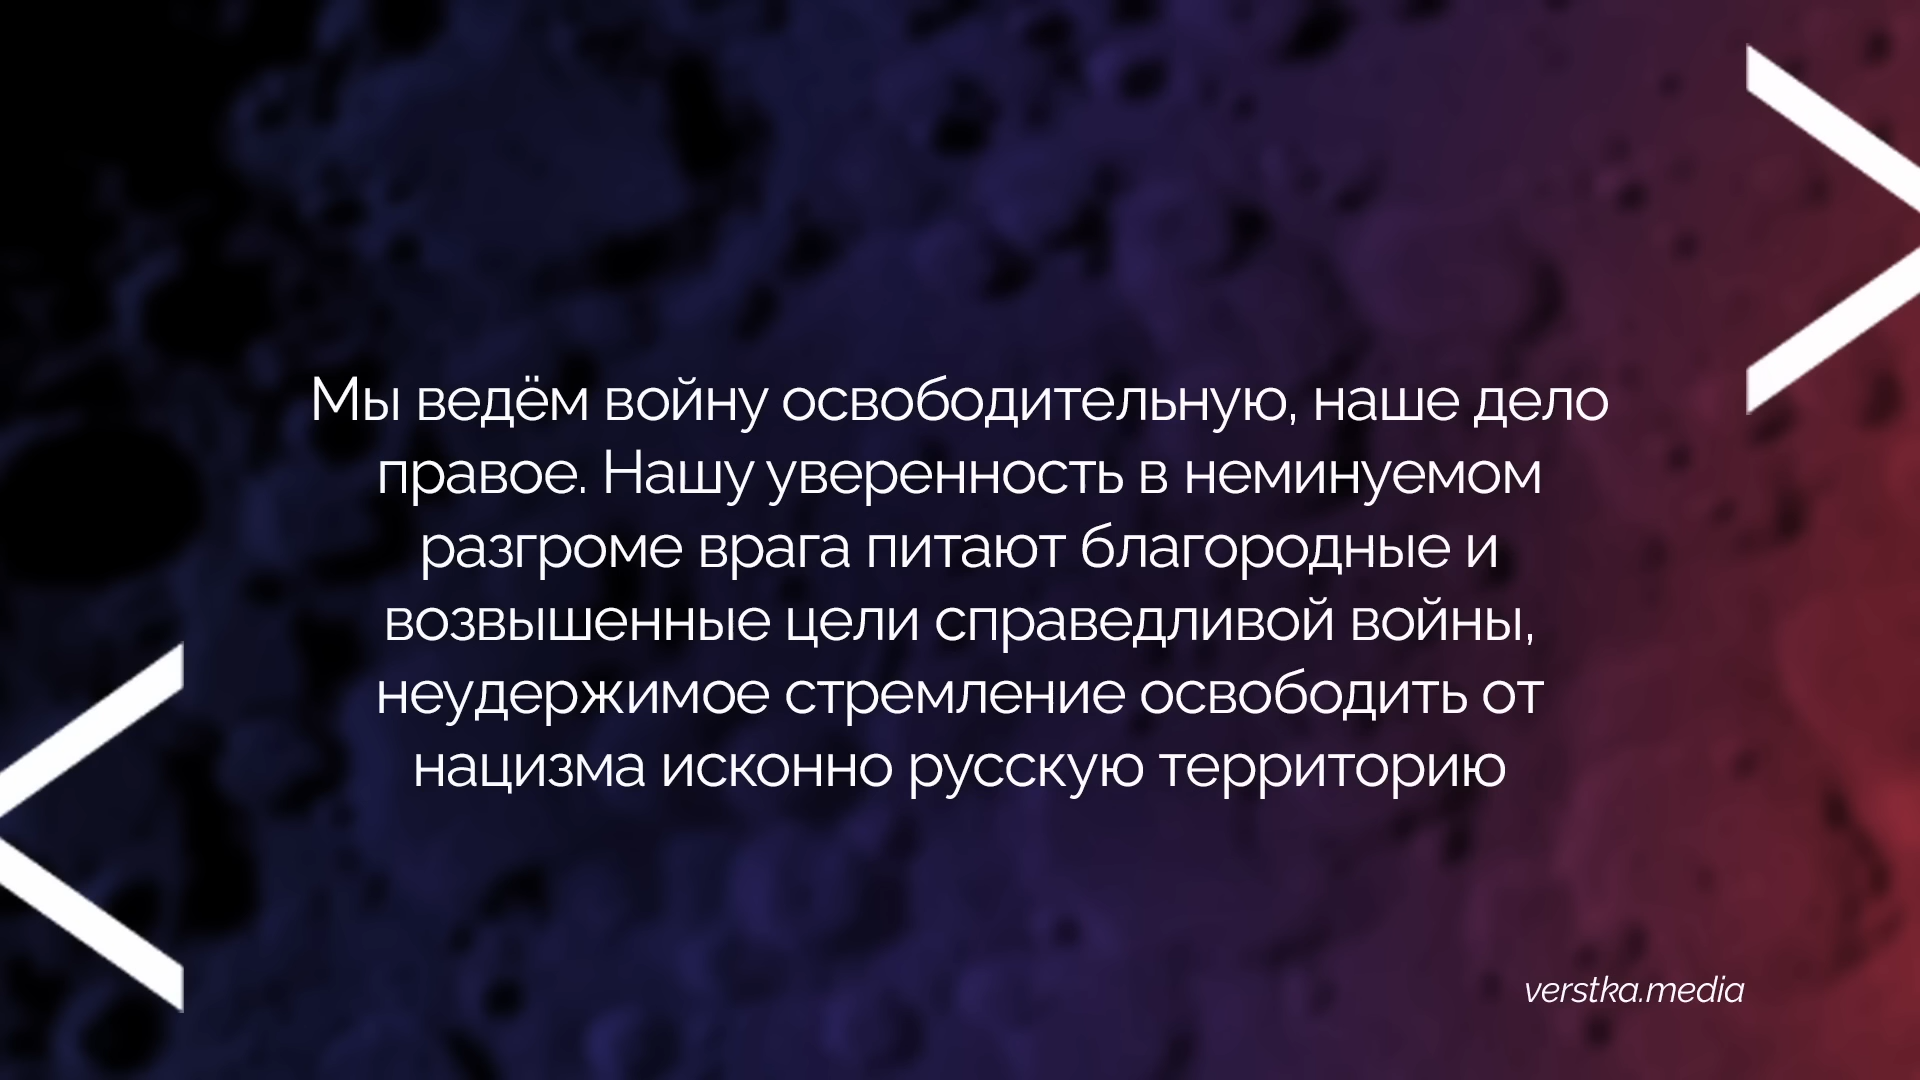 Мы ведём войну освободительную, наше дело
правое. Нашу уверенность в неминуемом
разгроме врага питают благородные и
возвышенные цели справедливой войны,
неудержимое стремление освободить от
нацизма исконно русскую территорию
verstka.media